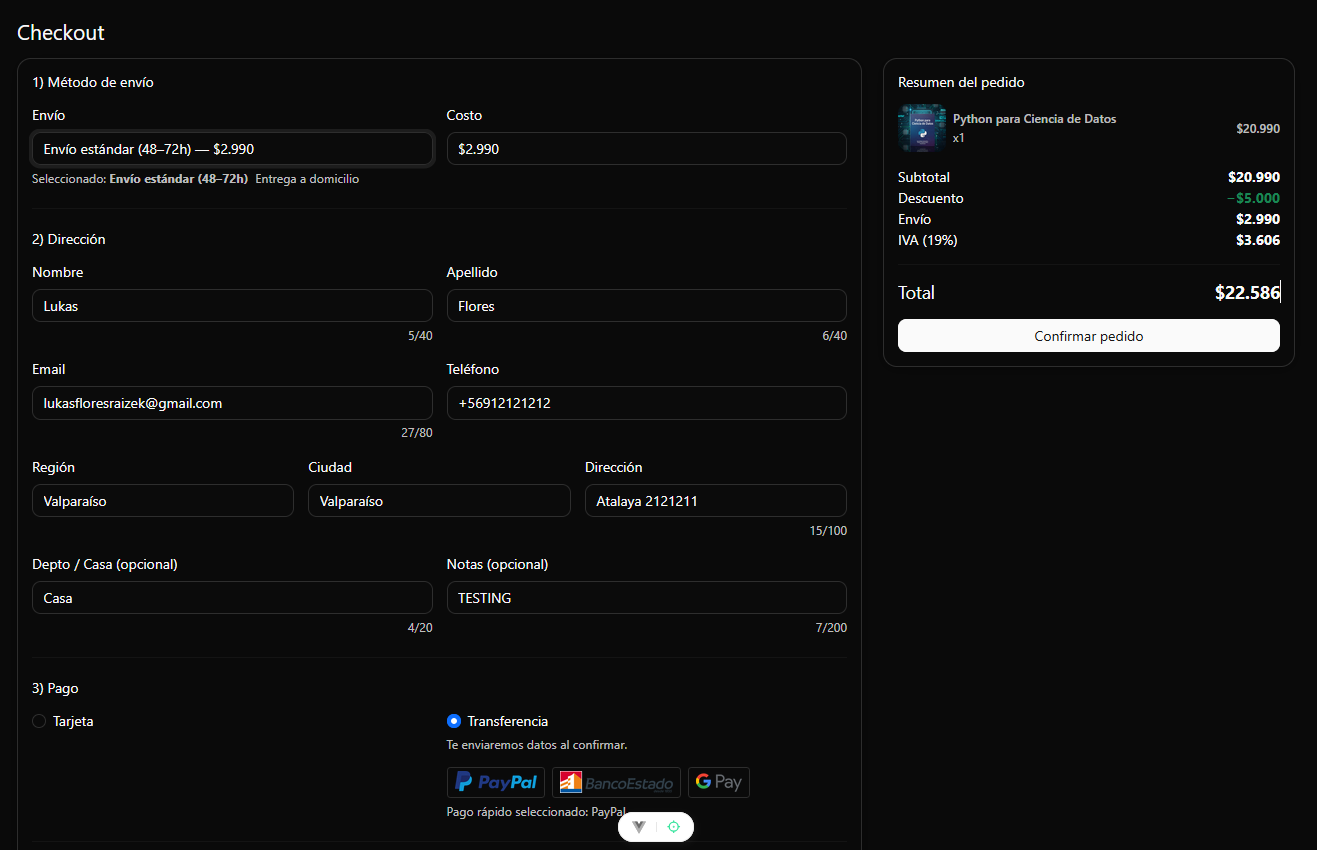 Checkout
1) Método de envío
Envío
Costo
Envío estándar (48–72h) — $2.990
$2.990
Seleccionado: Envío estándar (48–72h) Entrega a domicilio
2) Dirección
Nombre
Apellido
Lukas
Flores
5/40
6/40
Email
Teléfono
lukasfloresraizek@gmail.com
+56912121212
27/80
Región
Ciudad
Dirección
Valparaíso
Valparaíso
Atalaya 2121211
15/100
Depto / Casa (opcional)
Notas (opcional)
Casa
TESTING
4/20
7/200
3) Pago
Tarjeta
Transferencia
Te enviaremos datos al confirmar.
PayPal
BancoEstado
G Pay
Pago rápido seleccionado: PayPal
Resumen del pedido
Python para Ciencia de Datos
x1
$20.990
Subtotal $20.990
Descuento −$5.000
Envío $2.990
IVA (19%) $3.606
Total $22.586
Confirmar pedido